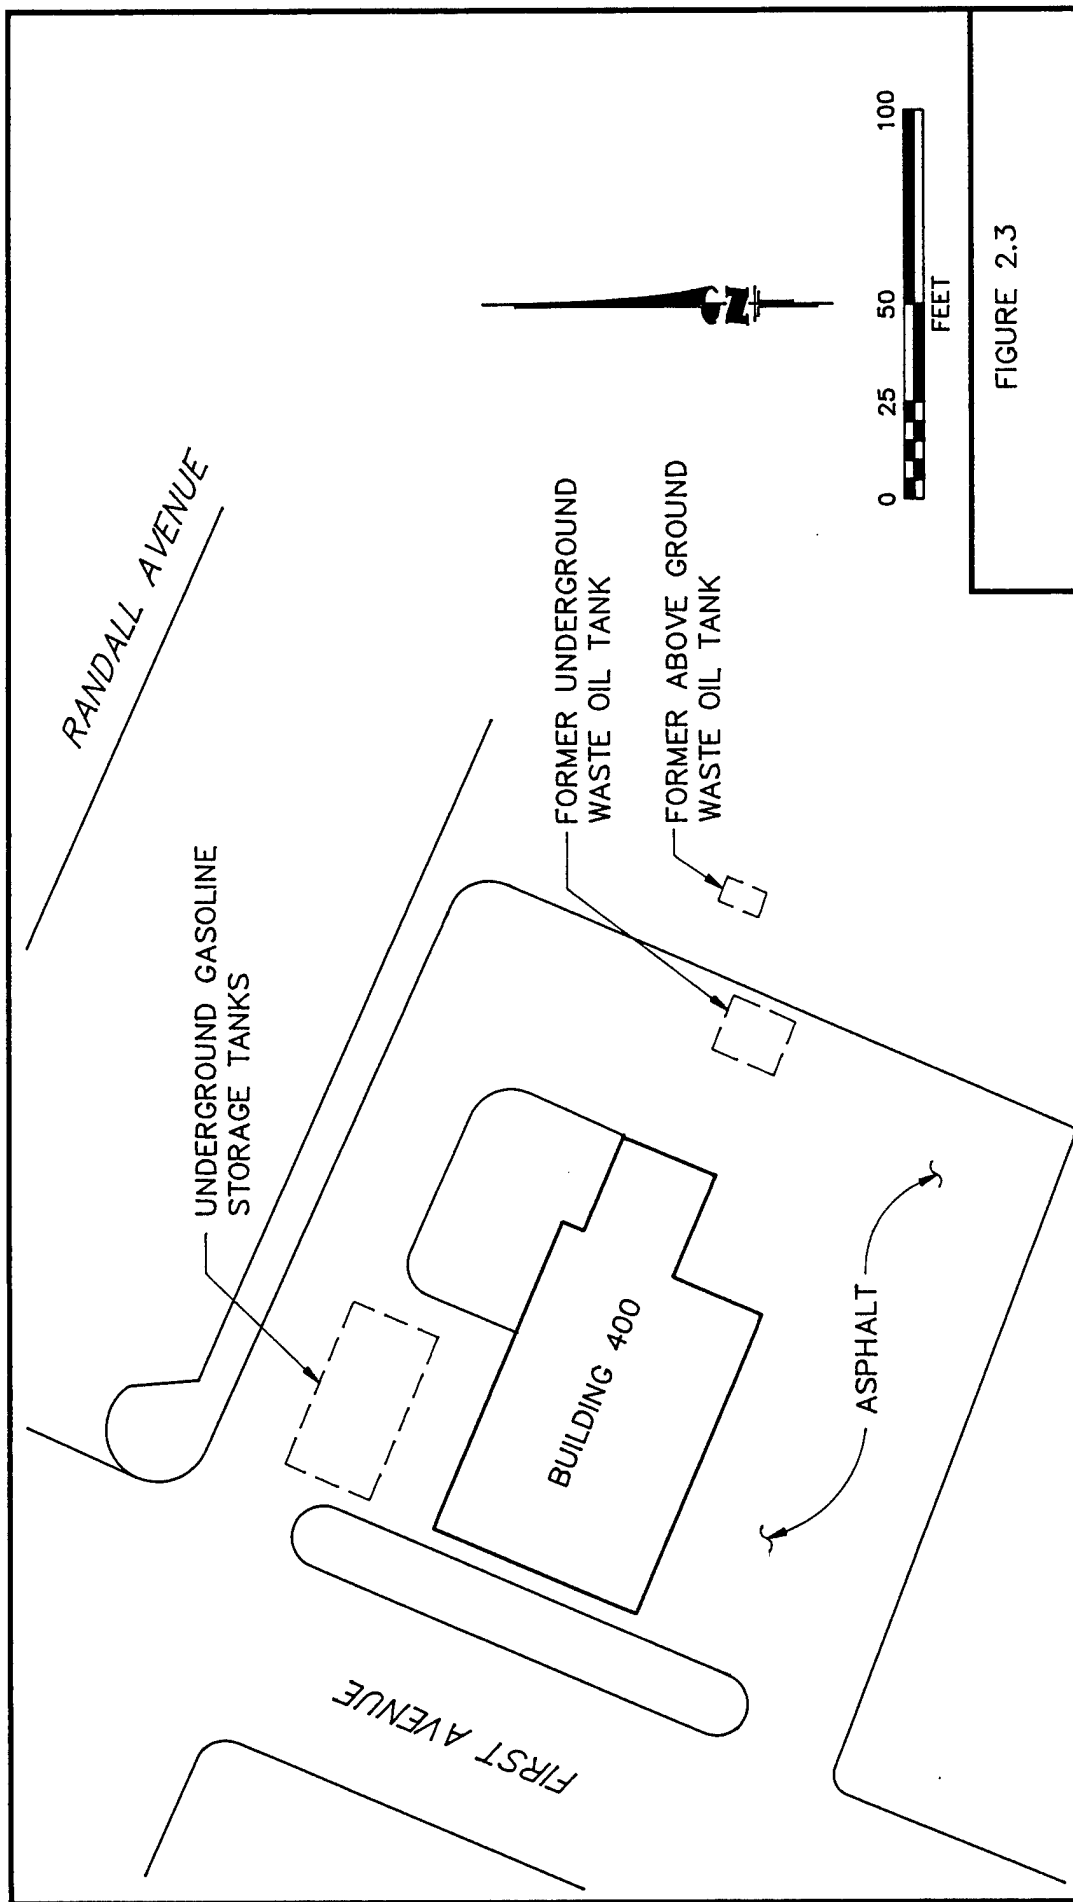 RANDALL AVENUE
UNDERGROUND GASOLINE
STORAGE TANKS
FORMER UNDERGROUND
WASTE OIL TANK
FORMER ABOVE GROUND
WASTE OIL TANK
BUILDING 400
FIRST AVENUE
ASPHALT
N
0 25 50 100
FEET
FIGURE 2.3